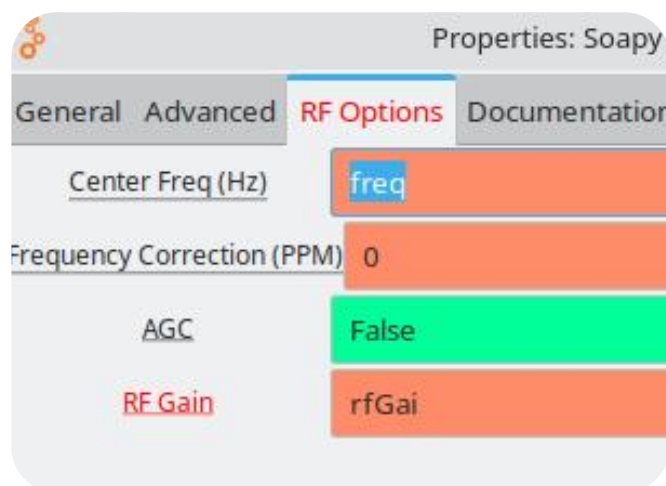 Properties: Soapy
General Advanced RF Options Documentation
Center Freq (Hz) freq
Frequency Correction (PPM) 0
AGC False
RF Gain rfGai